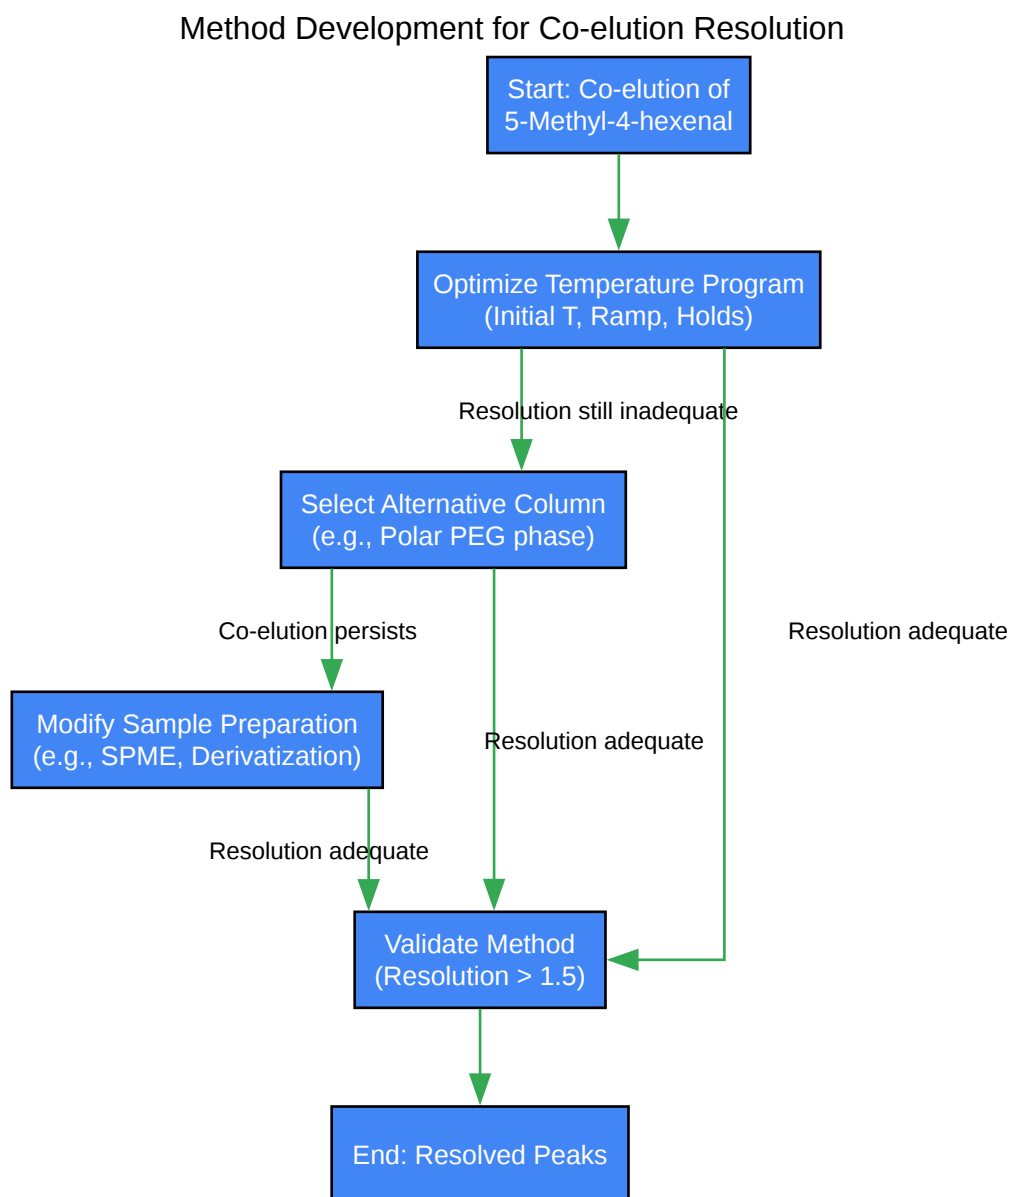 Method Development for Co-elution Resolution
Start: Co-elution of
5-Methyl-4-hexenal
Optimize Temperature Program
(Initial T, Ramp, Holds)
Resolution still inadequate
Select Alternative Column
(e.g., Polar PEG phase)
Co-elution persists
Resolution adequate
Modify Sample Preparation
(e.g., SPME, Derivatization)
Resolution adequate
Resolution adequate
Validate Method
(Resolution > 1.5)
End: Resolved Peaks